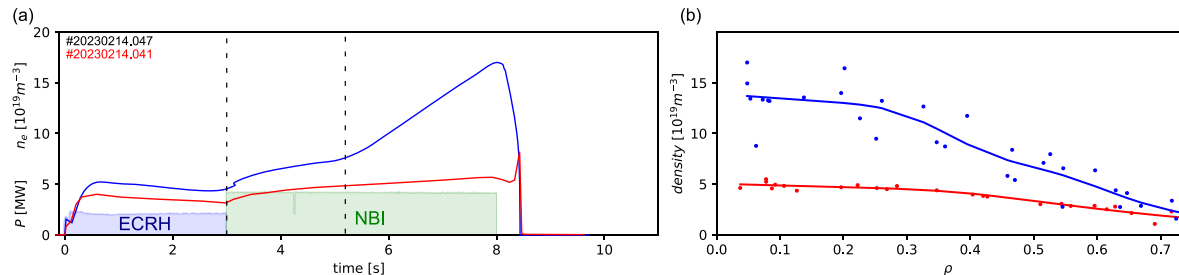 (a)
#20230214.047
#20230214.041
20
15
10
5
0
P [MW] n_e [10^{19}m^{-3}]
ECRH
NBI
0 2 4 6 8 10
time [s]
(b)
20
15
10
5
0
density [10^{19}m^{-3}]
0.0 0.1 0.2 0.3 0.4 0.5 0.6 0.7
ρ